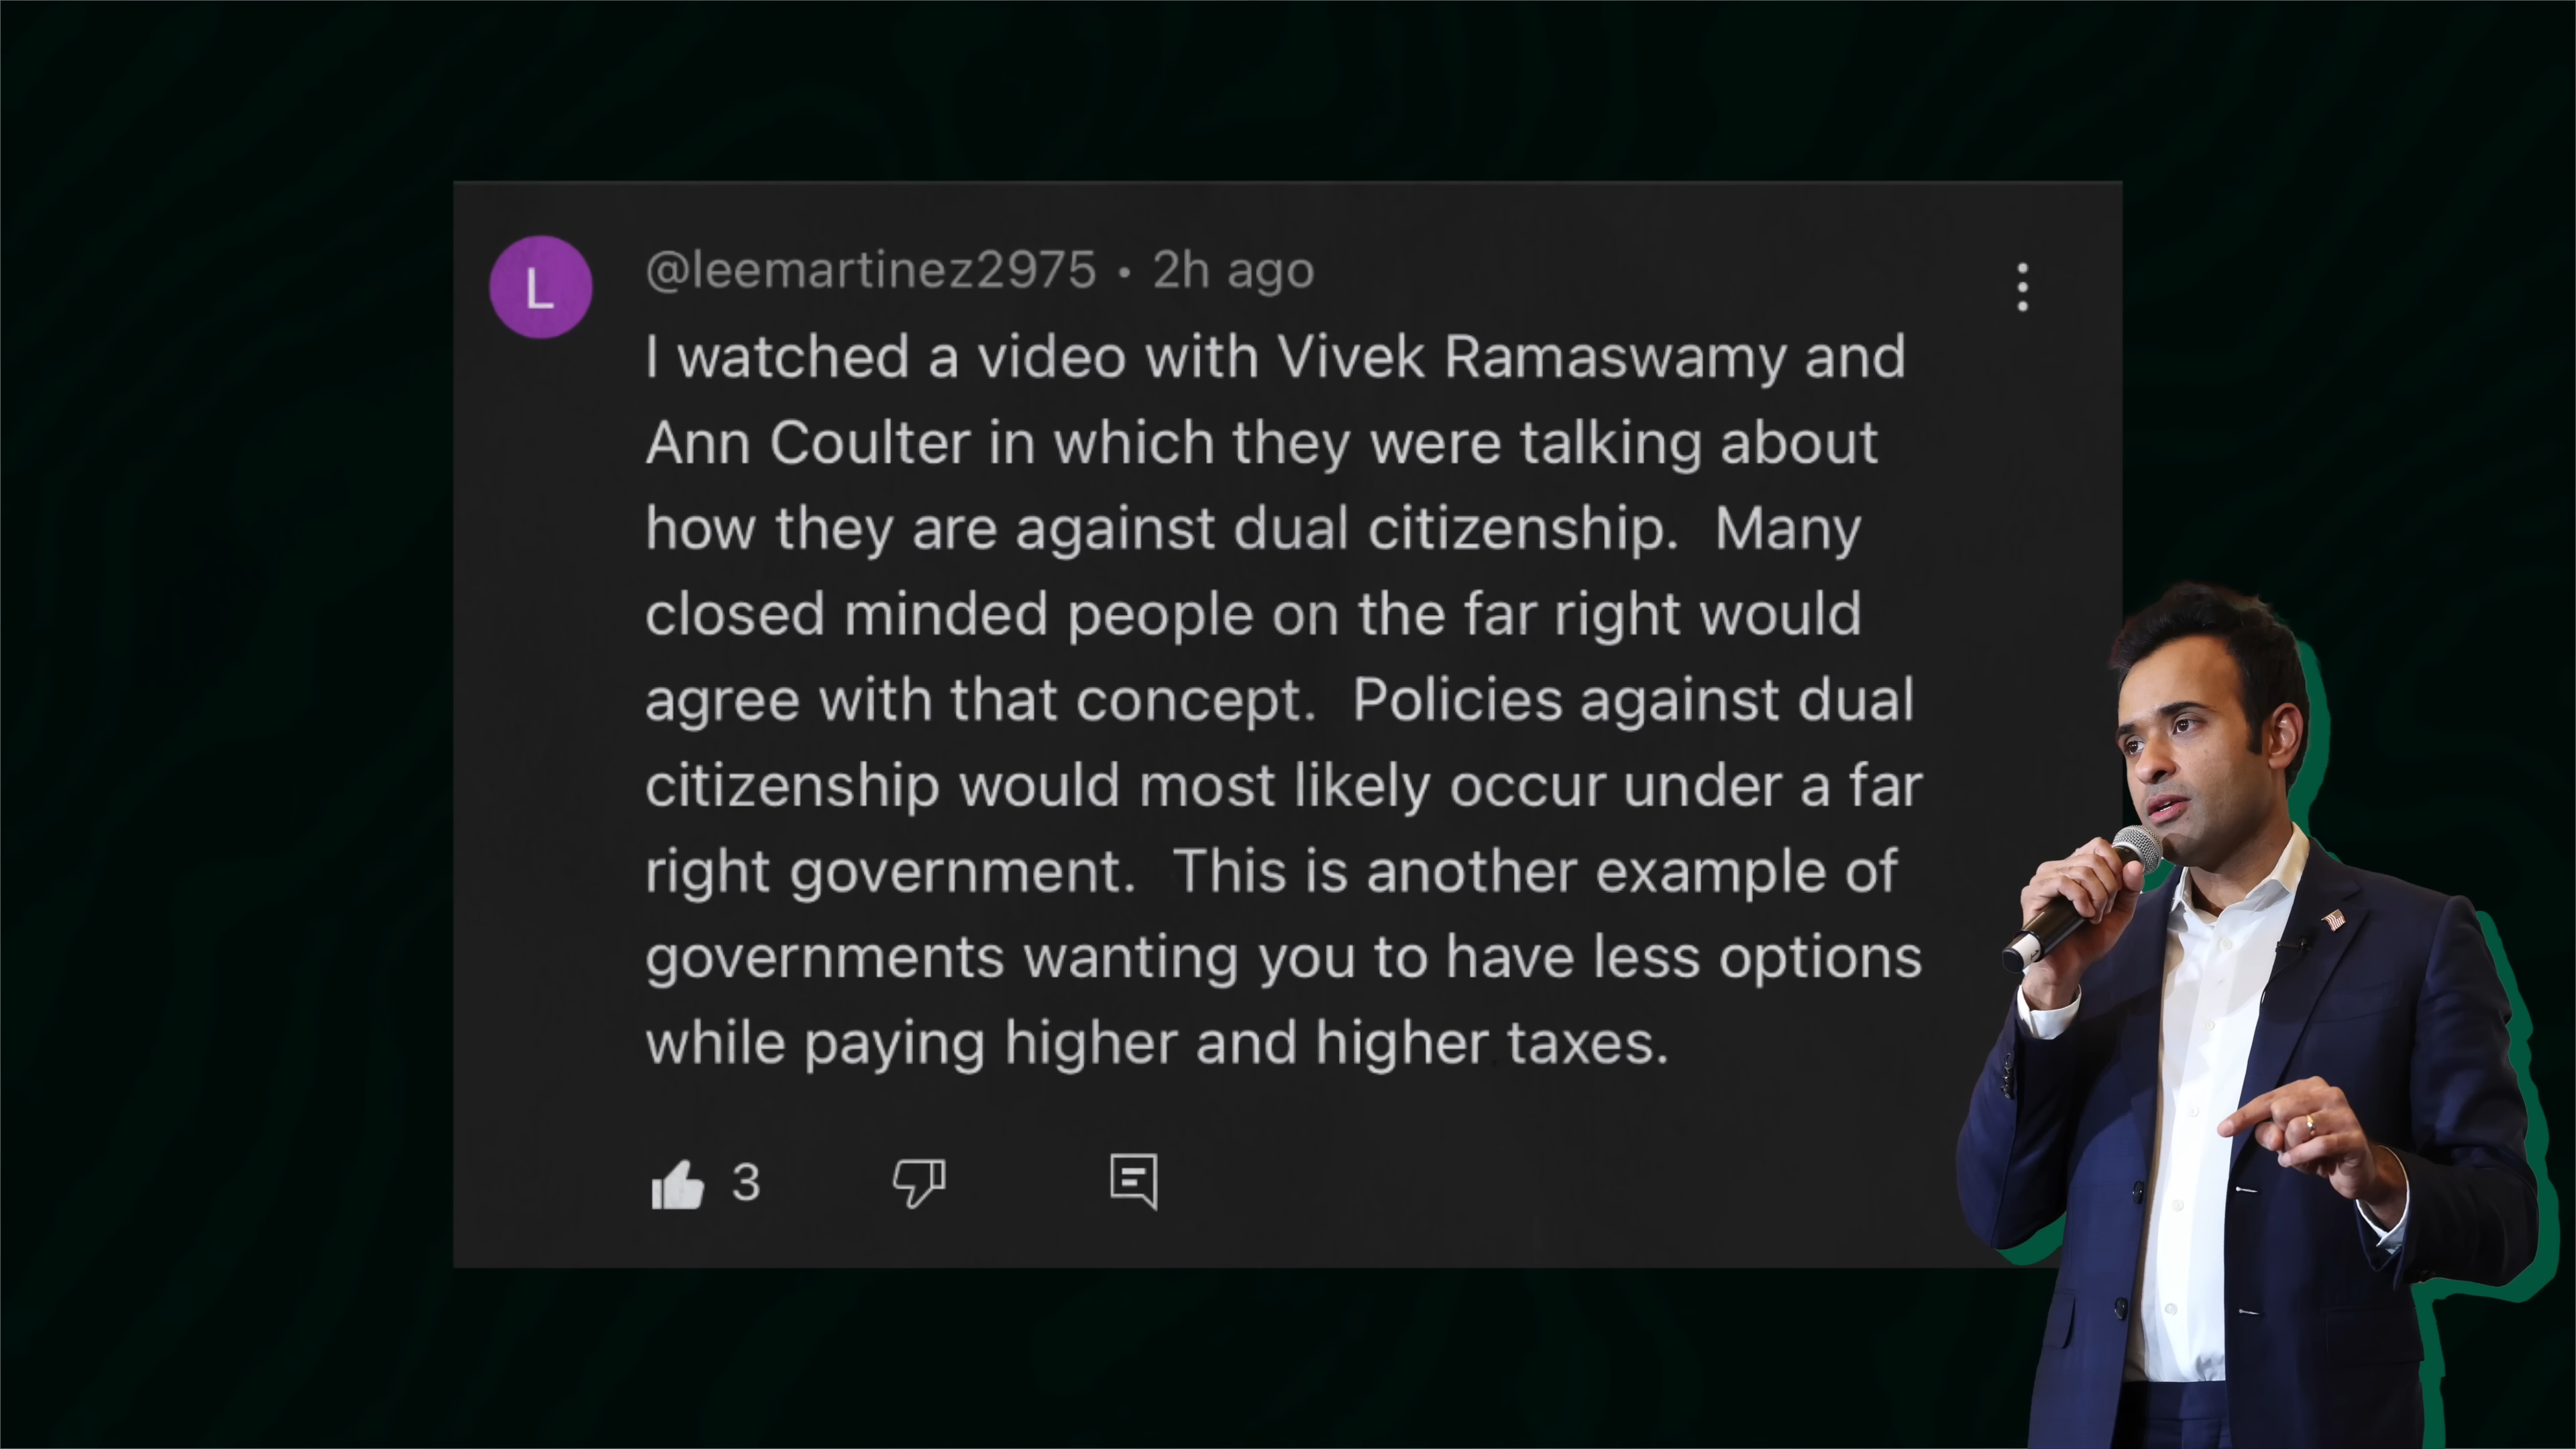 L
@leemartinez2975 • 2h ago
I watched a video with Vivek Ramaswamy and
Ann Coulter in which they were talking about
how they are against dual citizenship.  Many
closed minded people on the far right would
agree with that concept.  Policies against dual
citizenship would most likely occur under a far
right government.  This is another example of
governments wanting you to have less options
while paying higher and higher taxes.
3